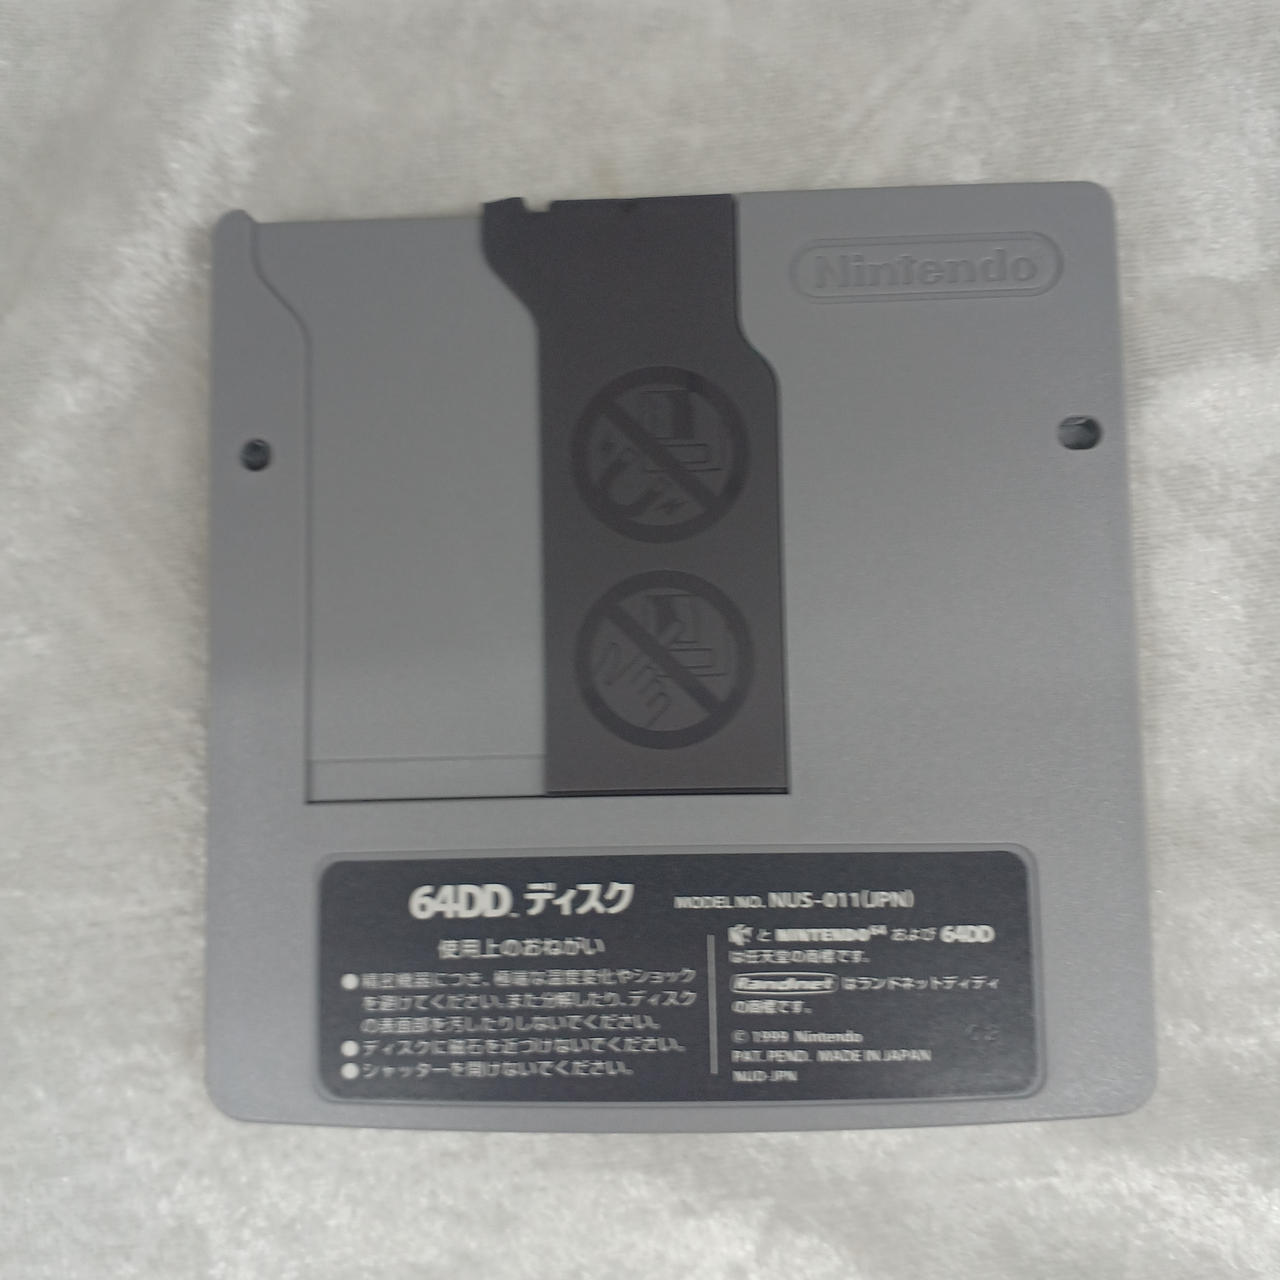 Nintendo
64DD™ ディスク
MODEL NO. NUS-011(JPN)
使用上のおねがい
●精密機器につき、極端な温度変化やショック
を避けてください。また分解したり、ディスク
の表面部を汚したりしないでください。
●ディスクに磁石を近づけないでください。
●シャッターを開けないでください。
と NINTENDO64 および 64DD
は任天堂の商標です。
Randnet はランドネットディディ
の商標です。
© 1999 Nintendo
PAT. PEND. MADE IN JAPAN
NUD-JPN